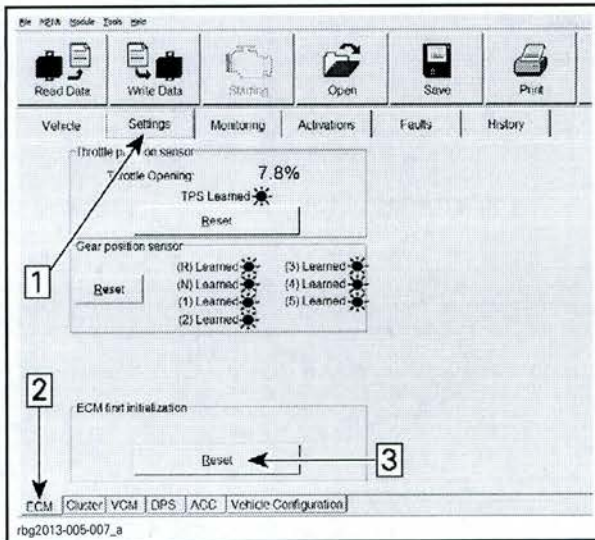 File MPEM Module Tools Help
Read Data Write Data Starting Open Save Print
Vehicle Settings Monitoring Activations Faults History
Throttle position sensor
Throttle Opening: 7.8%
TPS Learned
Reset
Gear position sensor
Reset
(R) Learned (3) Learned
(N) Learned (4) Learned
(1) Learned (5) Learned
(2) Learned
1
2
ECM first initialization
Reset 3
ECM Cluster VCM DPS ACC Vehicle Configuration
rbg2013-005-007_a